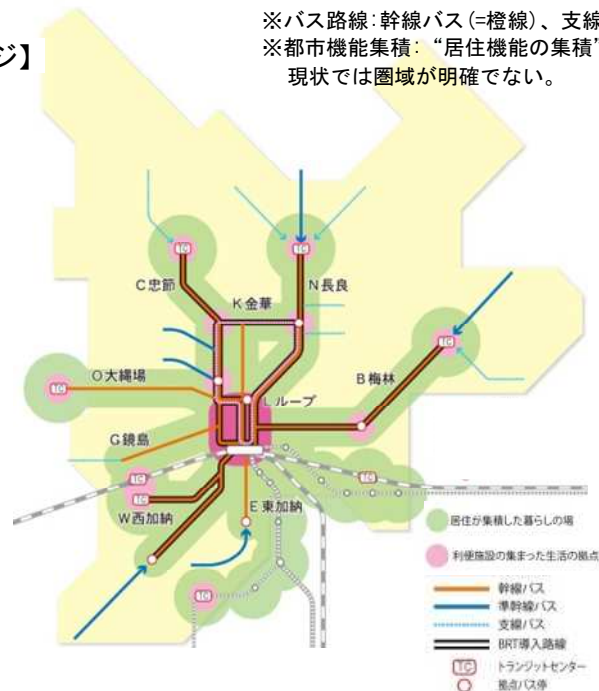 ※バス路線:幹線バス(=橙線)、支線
ジ】
※都市機能集積: “居住機能の集積”
現状では圏域が明確でない。
TC
TC
C忠節
N長良
K金華
TC
O大縄場
B梅林
TC
Lループ
G鏡島
TC
TC
TC
W西加納
E東加納
TC
居住が集積した暮らしの場
利便施設の集まった生活の拠点
幹線バス
準幹線バス
支線バス
BRT導入路線
TC トランジットセンター
拠点バス停